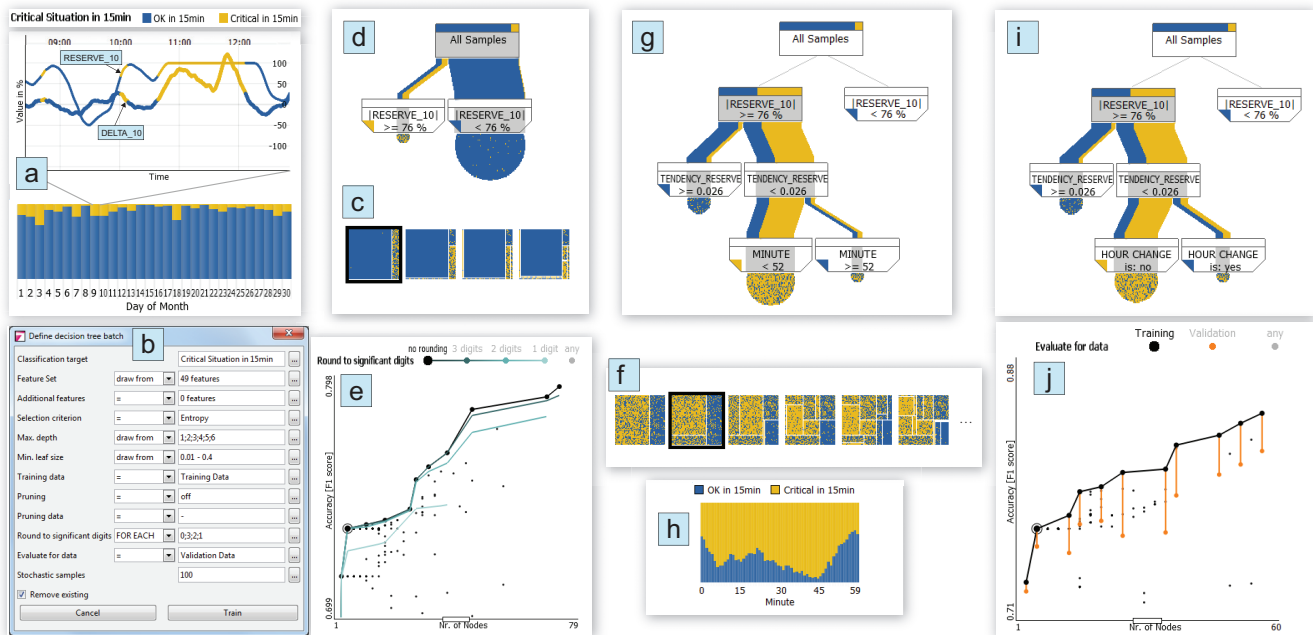 Critical Situation in 15min
OK in 15min
Critical in 15min
09:00
10:00
11:00
12:00
RESERVE_10
DELTA_10
Value in %
100
50
0
-50
-100
Time
a
1 2 3 4 5 6 7 8 9 10 11 12 13 14 15 16 17 18 19 20 21 22 23 24 25 26 27 28 29 30
Day of Month
Define decision tree batch
b
Classification target
Critical Situation in 15min
...
Feature Set
draw from
49 features
...
Additional features
=
0 features
...
Selection criterion
=
Entropy
...
Max. depth
draw from
1;2;3;4;5;6
...
Min. leaf size
draw from
0.01 - 0.4
...
Training data
=
Training Data
...
Pruning
=
off
...
Pruning data
=
-
...
Round to significant digits
FOR EACH
0;3;2;1
...
Evaluate for data
=
Validation Data
...
Stochastic samples
100
...
Remove existing
Cancel
Train
c
d
All Samples
|RESERVE_10|
>= 76 %
|RESERVE_10|
< 76 %
Round to significant digits
no rounding
3 digits
2 digits
1 digit
any
e
0.798
Accuracy [F1 score]
0.699
1
Nr. of Nodes
79
f
...
g
All Samples
|RESERVE_10|
>= 76 %
|RESERVE_10|
< 76 %
TENDENCY_RESERVE
>= 0.026
TENDENCY_RESERVE
< 0.026
MINUTE
< 52
MINUTE
>= 52
h
OK in 15min
Critical in 15min
0
15
30
45
59
Minute
i
All Samples
|RESERVE_10|
>= 76 %
|RESERVE_10|
< 76 %
TENDENCY_RESERVE
>= 0.026
TENDENCY_RESERVE
< 0.026
HOUR CHANGE
is: no
HOUR CHANGE
is: yes
j
Evaluate for data
Training
Validation
any
0.88
Accuracy [F1 score]
0.71
1
Nr. of Nodes
60